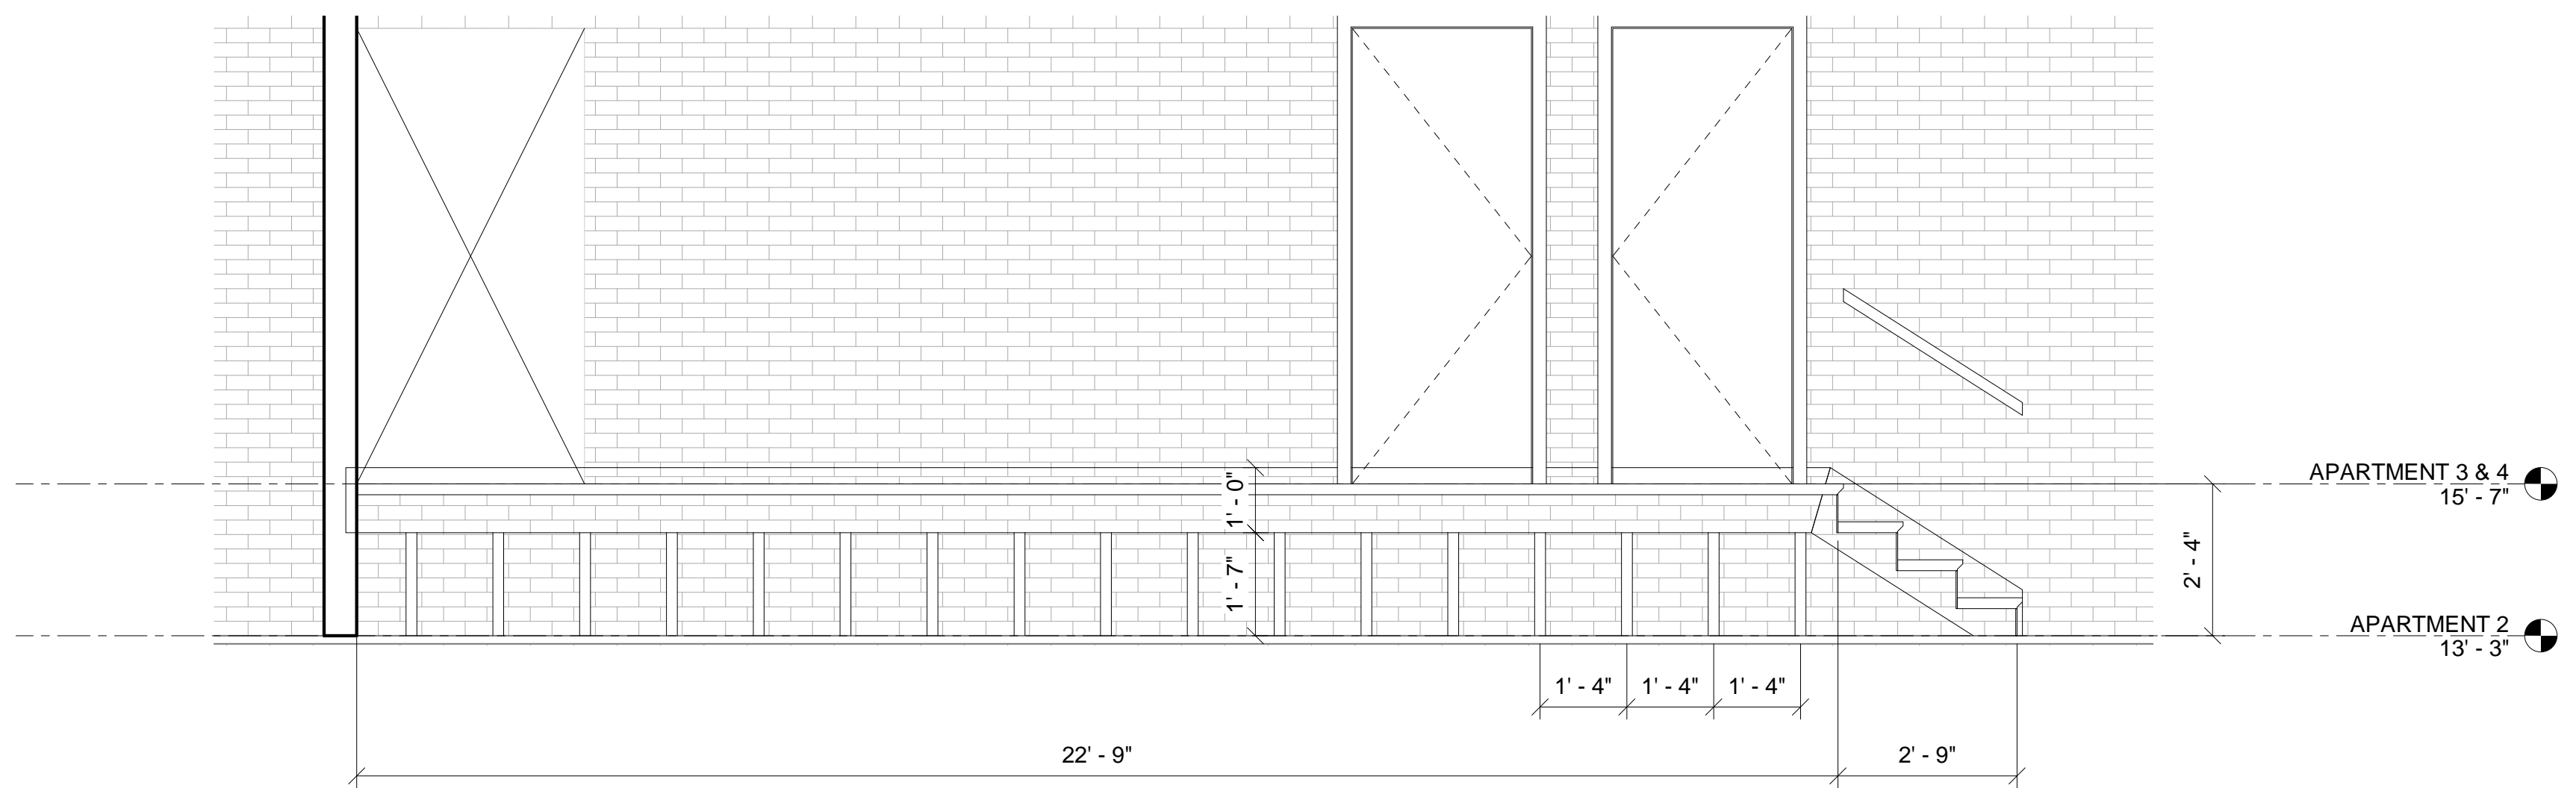 1' - 0"
APARTMENT 3 & 4
15' - 7"
1' - 7"
2' - 4"
APARTMENT 2
13' - 3"
1' - 4" 1' - 4" 1' - 4"
22' - 9" 2' - 9"